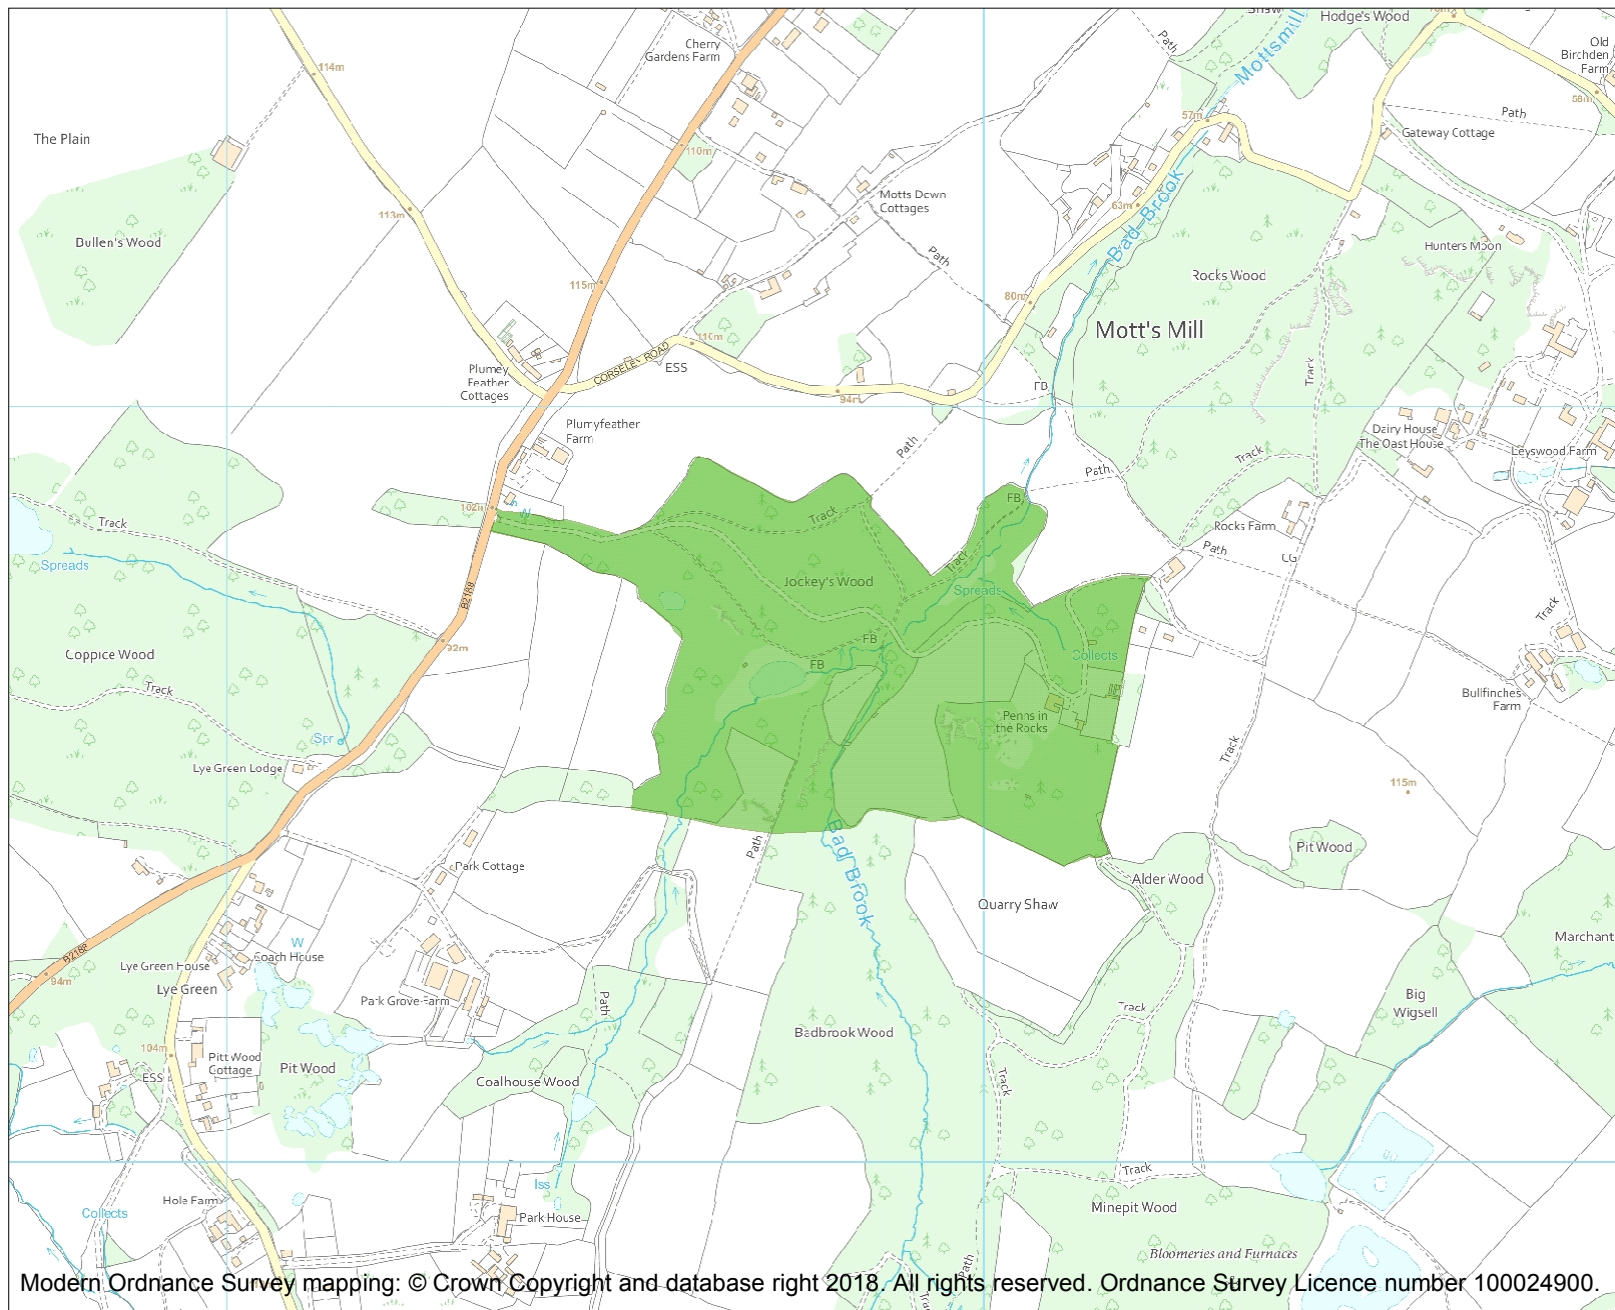 Shaw
Hodge's Wood
Mottsmill
Path
Old
Birchden
Farm
58m
Cherry
Gardens Farm
114m
The Plain
57m
Path
Gateway Cottage
110m
Motts Down
Cottages
63m
Bad Brook
113m
Bullen's Wood
Path
Hunters Moon
Rocks Wood
115m
80m
Mott's Mill
110m
CORSELEY ROAD
ESS
Plumey
Feather
Cottages
Track
FB
94m
Plumyfeather
Farm
Dairy House
The Oast House
Leyswood Farm
Path
Track
Path
102m
W
Track
FB
Track
Rocks Farm
Path
CG
Spreads
Track
Jockey's Wood
Spreads
B2188
Track
FB
92m
Coppice Wood
FB
Collects
Track
Bullfinches
Farm
Penns in
the Rocks
Spr
Track
Lye Green Lodge
115m
Bad Brook
Path
Pit Wood
Park Cottage
Alder Wood
Quarry Shaw
B2188
W
Coach House
Marchant
Lye Green House
94m
Lye Green
Park Grove Farm
Path
Track
Big
Wigsell
Badbrook Wood
104m
Pitt Wood
Cottage
Pit Wood
ESS
Coalhouse Wood
Track
Track
Iss
Hole Farm
Collects
Park House
Minepit Wood
Bloomeries and Furnaces
Path
Modern Ordnance Survey mapping: © Crown Copyright and database right 2018. All rights reserved. Ordnance Survey Licence number 100024900.